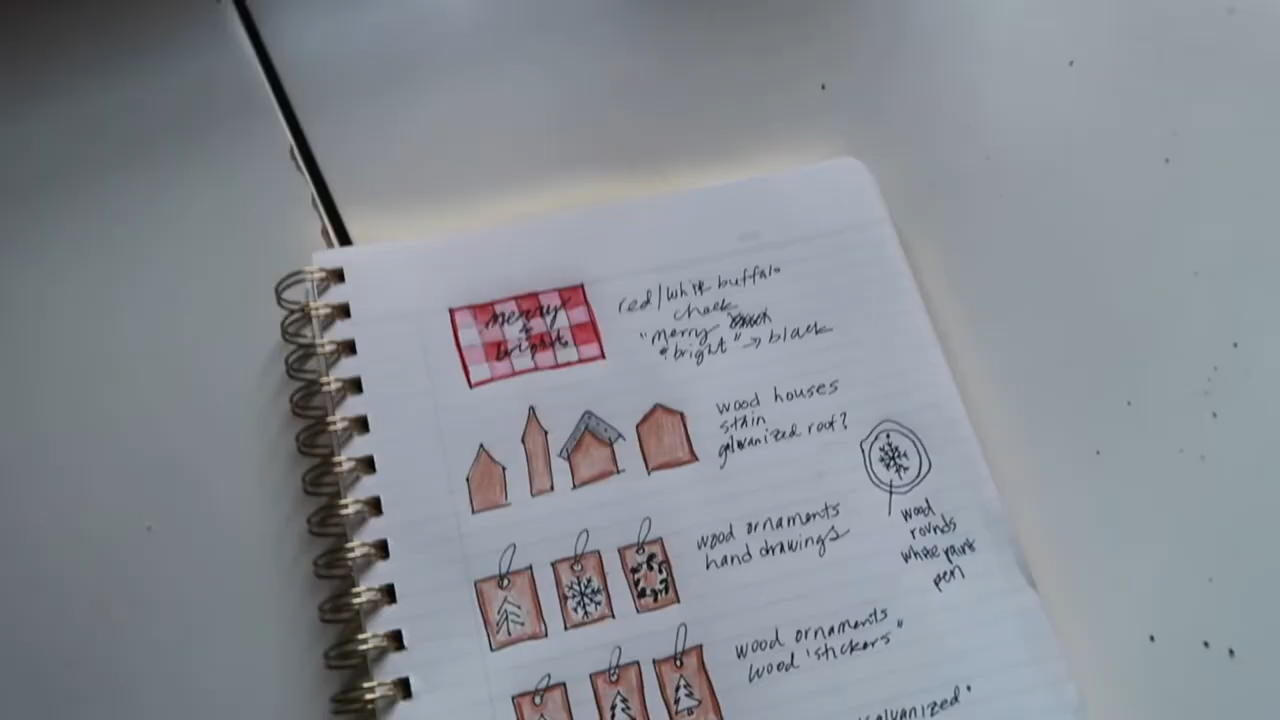 merry
&
bright
red/white buffalo
check
"merry
& bright" → black
wood houses
stain
galvanized roof?
wood ornaments
hand drawings
wood
rounds
white paint
pen
wood ornaments
wood 'stickers"
galvanized"